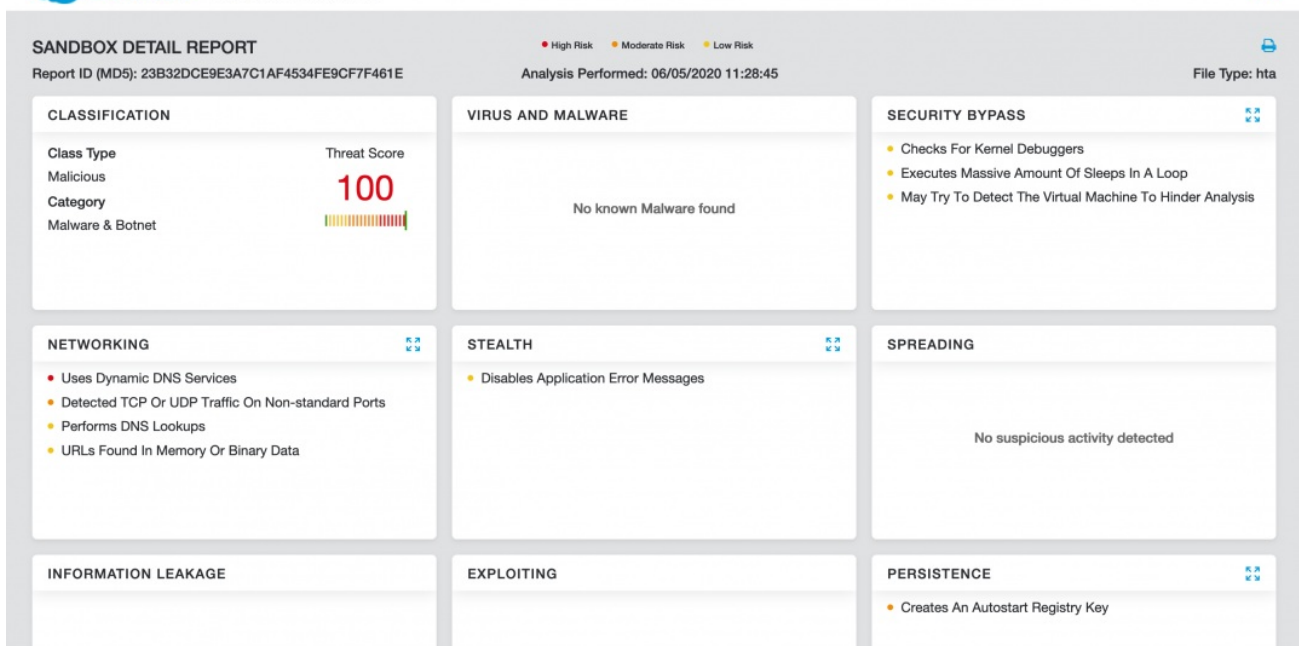 SANDBOX DETAIL REPORT
High Risk Moderate Risk Low Risk
Report ID (MD5): 23B32DCE9E3A7C1AF4534FE9CF7F461E
Analysis Performed: 06/05/2020 11:28:45
File Type: hta
CLASSIFICATION
Class Type
Malicious
Category
Malware & Botnet
Threat Score
100
VIRUS AND MALWARE
No known Malware found
SECURITY BYPASS
Checks For Kernel Debuggers
Executes Massive Amount Of Sleeps In A Loop
May Try To Detect The Virtual Machine To Hinder Analysis
NETWORKING
Uses Dynamic DNS Services
Detected TCP Or UDP Traffic On Non-standard Ports
Performs DNS Lookups
URLs Found In Memory Or Binary Data
STEALTH
Disables Application Error Messages
SPREADING
No suspicious activity detected
INFORMATION LEAKAGE
EXPLOITING
PERSISTENCE
Creates An Autostart Registry Key